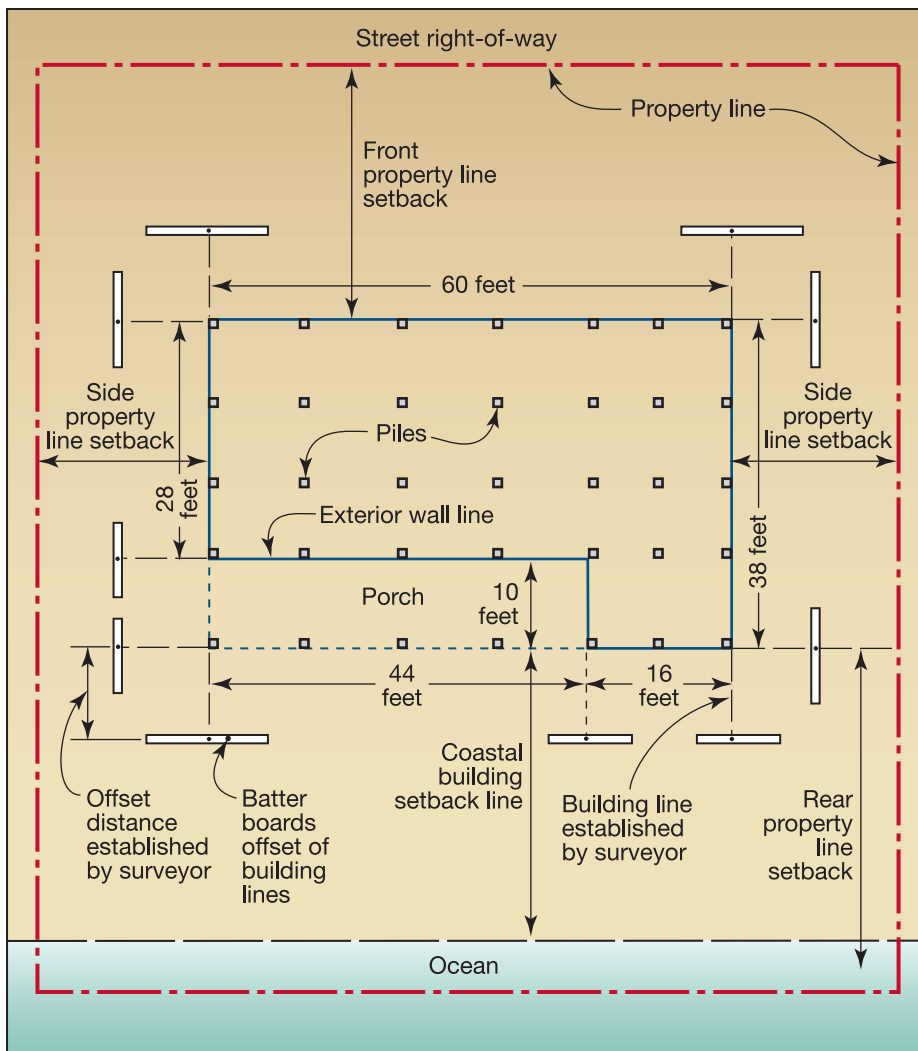 Street right-of-way
Property line
Front
property line
setback
60 feet
Side
property
line setback
Side
property
line setback
Piles
28
feet
Exterior wall line
38 feet
Porch
10
feet
44
feet
16
feet
Coastal
building
setback line
Offset
distance
established
by surveyor
Batter
boards
offset of
building
lines
Building line
established
by surveyor
Rear
property
line
setback
Ocean